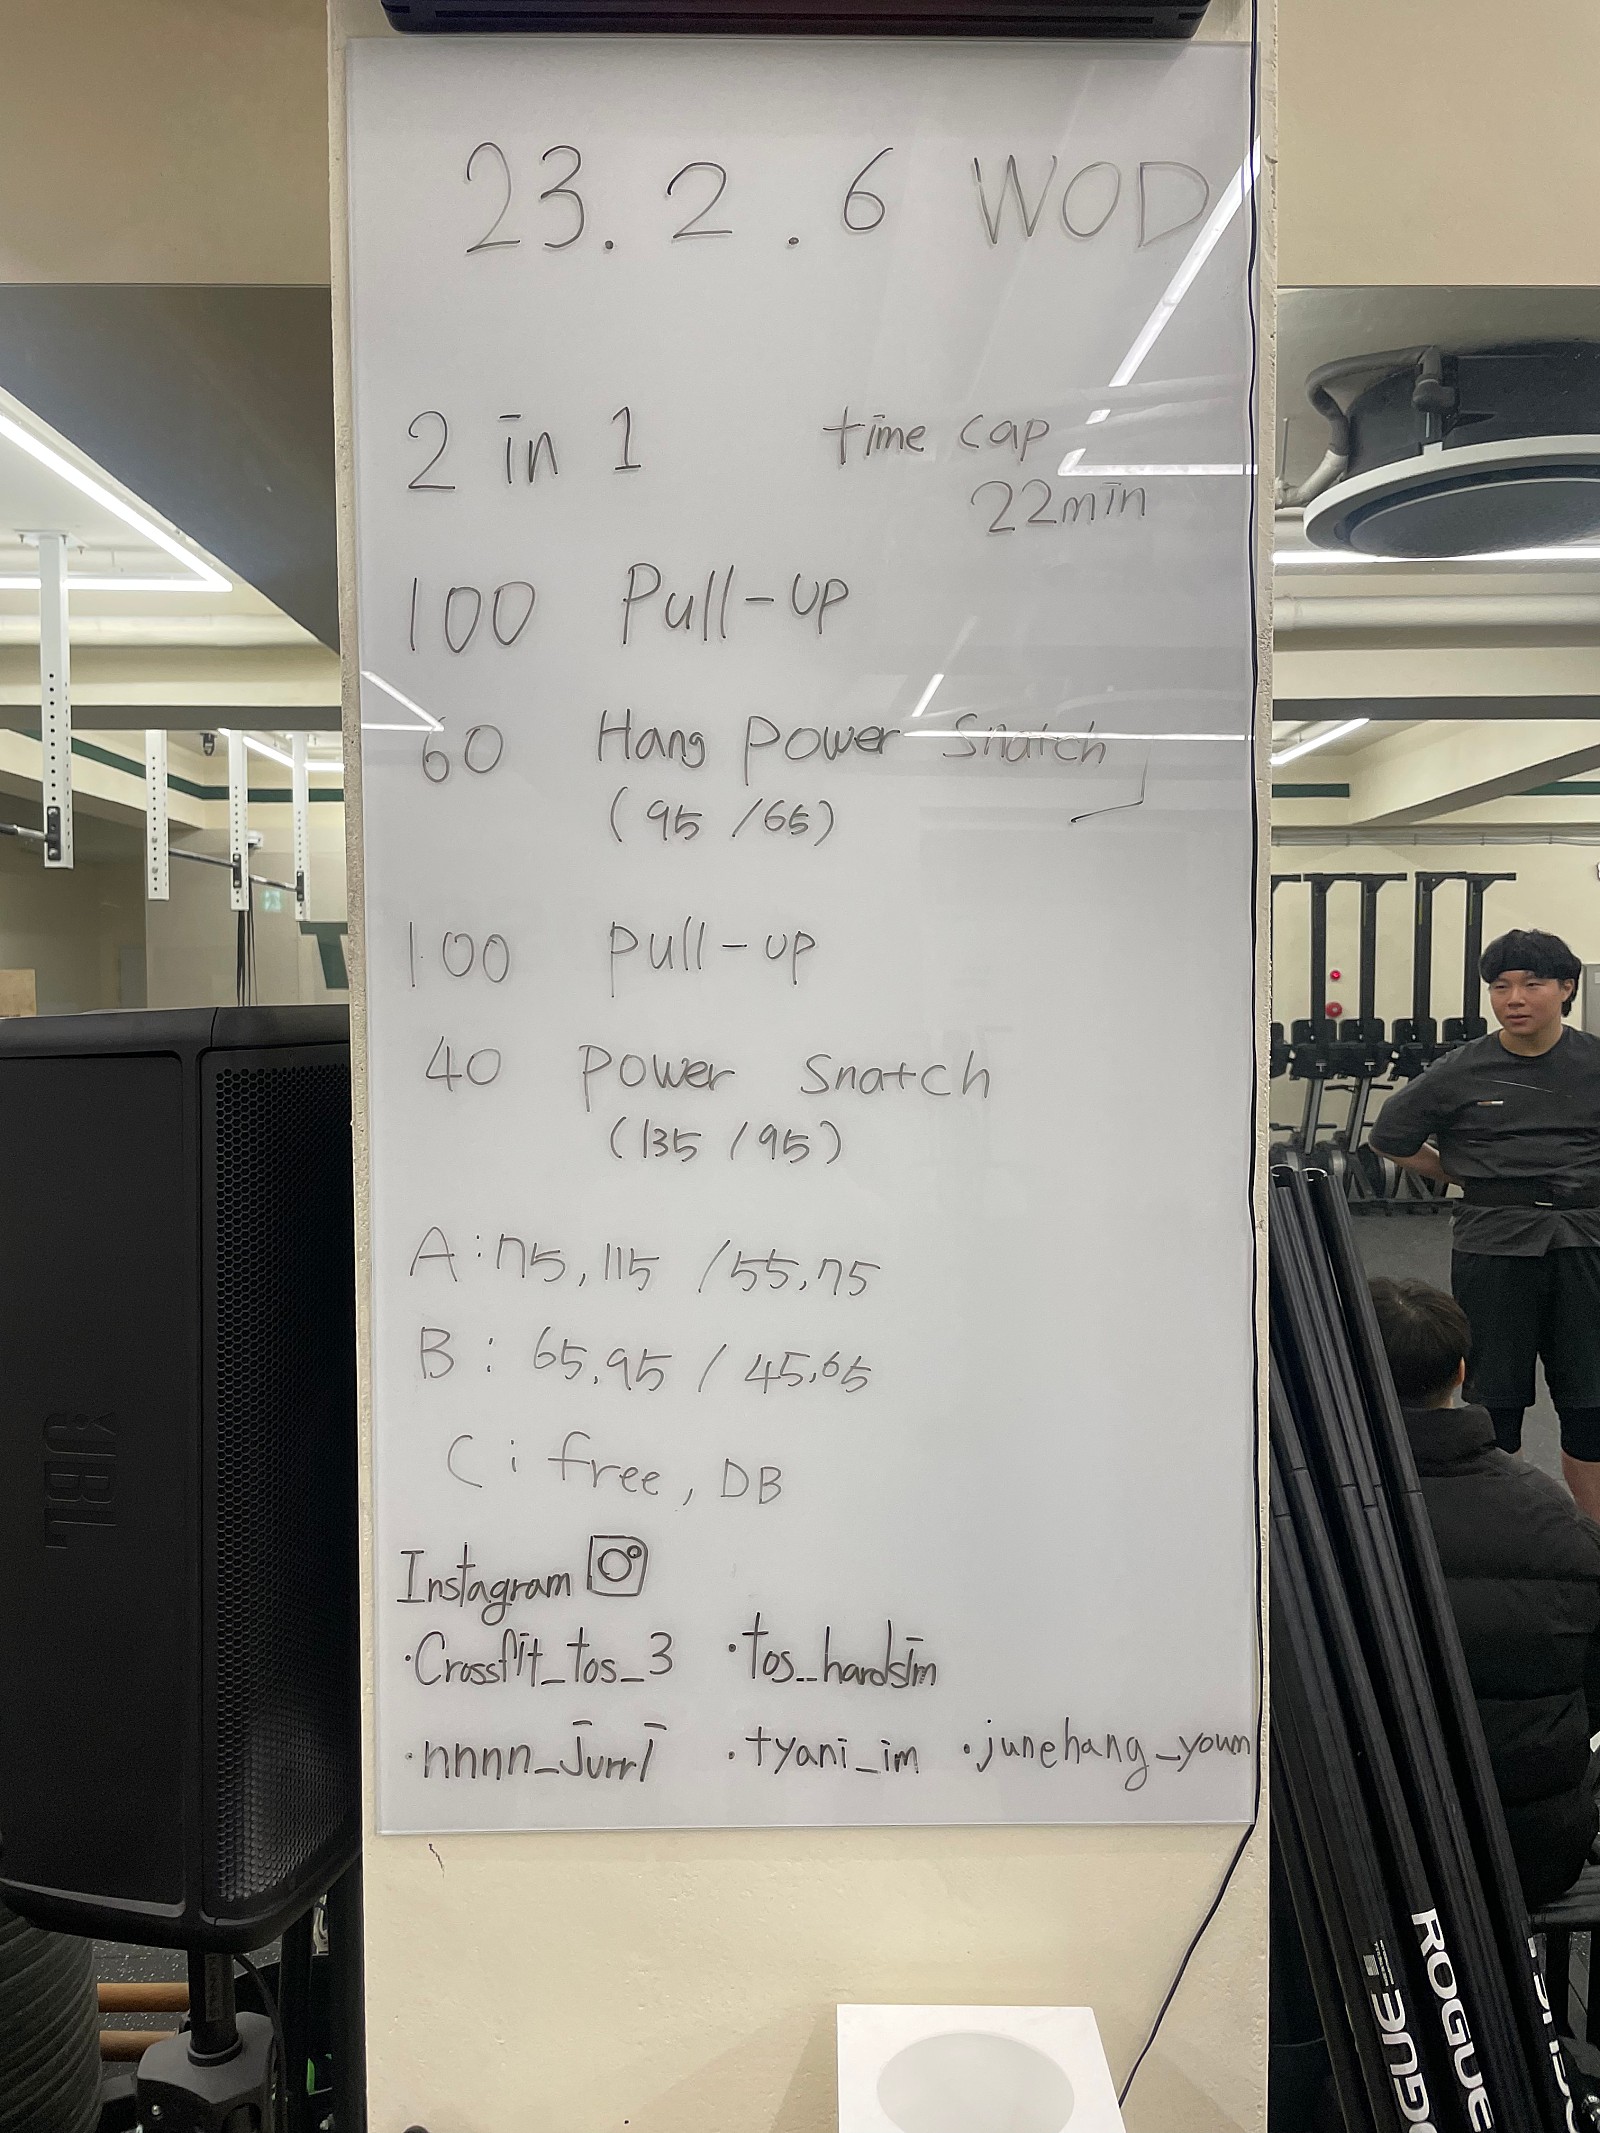 23. 2. 6 WOD
2 in 1 time cap
22min
100 Pull-up
60 Hang power snatch
(95 /65)
100 pull-up
40 power snatch
(135 / 95)
A : 75, 115 / 55, 75
B : 65, 95 / 45, 65
C : free, DB
Instagram
·Crossfit_tos_3 ·tos_hardsim
·nnnn_jurrl ·tyani_im ·junehang_youn
JBL
ROGUE
ROGUE